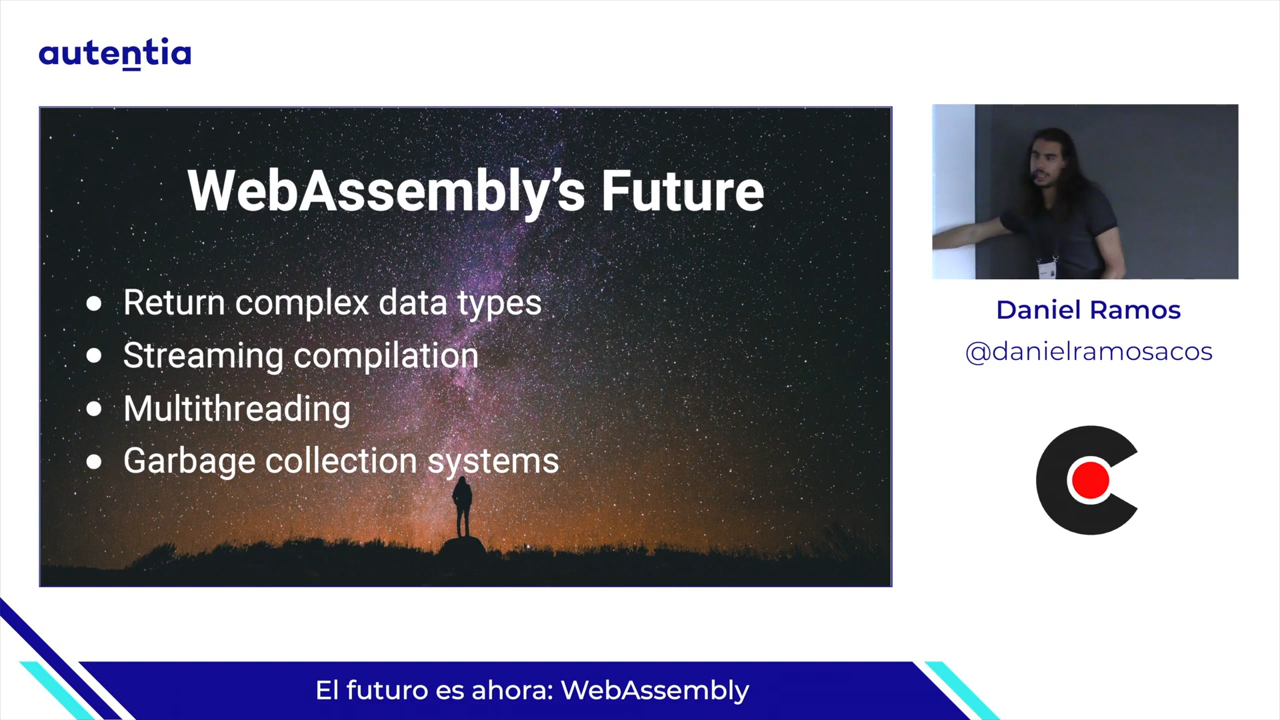 autentia
WebAssembly’s Future
● Return complex data types
● Streaming compilation
● Multithreading
● Garbage collection systems
Daniel Ramos
@danielramosacos
El futuro es ahora: WebAssembly